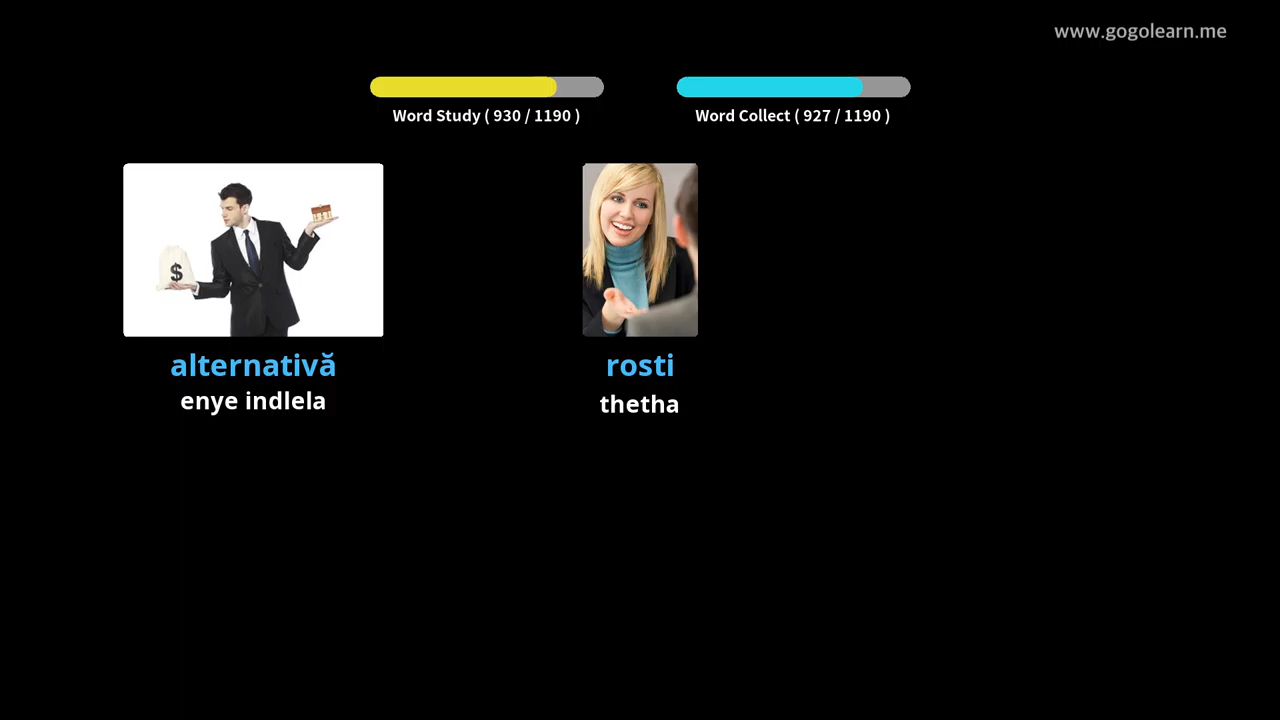 www.gogolearn.me
Word Study ( 930 / 1190 )
Word Collect ( 927 / 1190 )
$
alternativă
enye indlela
rosti
thetha